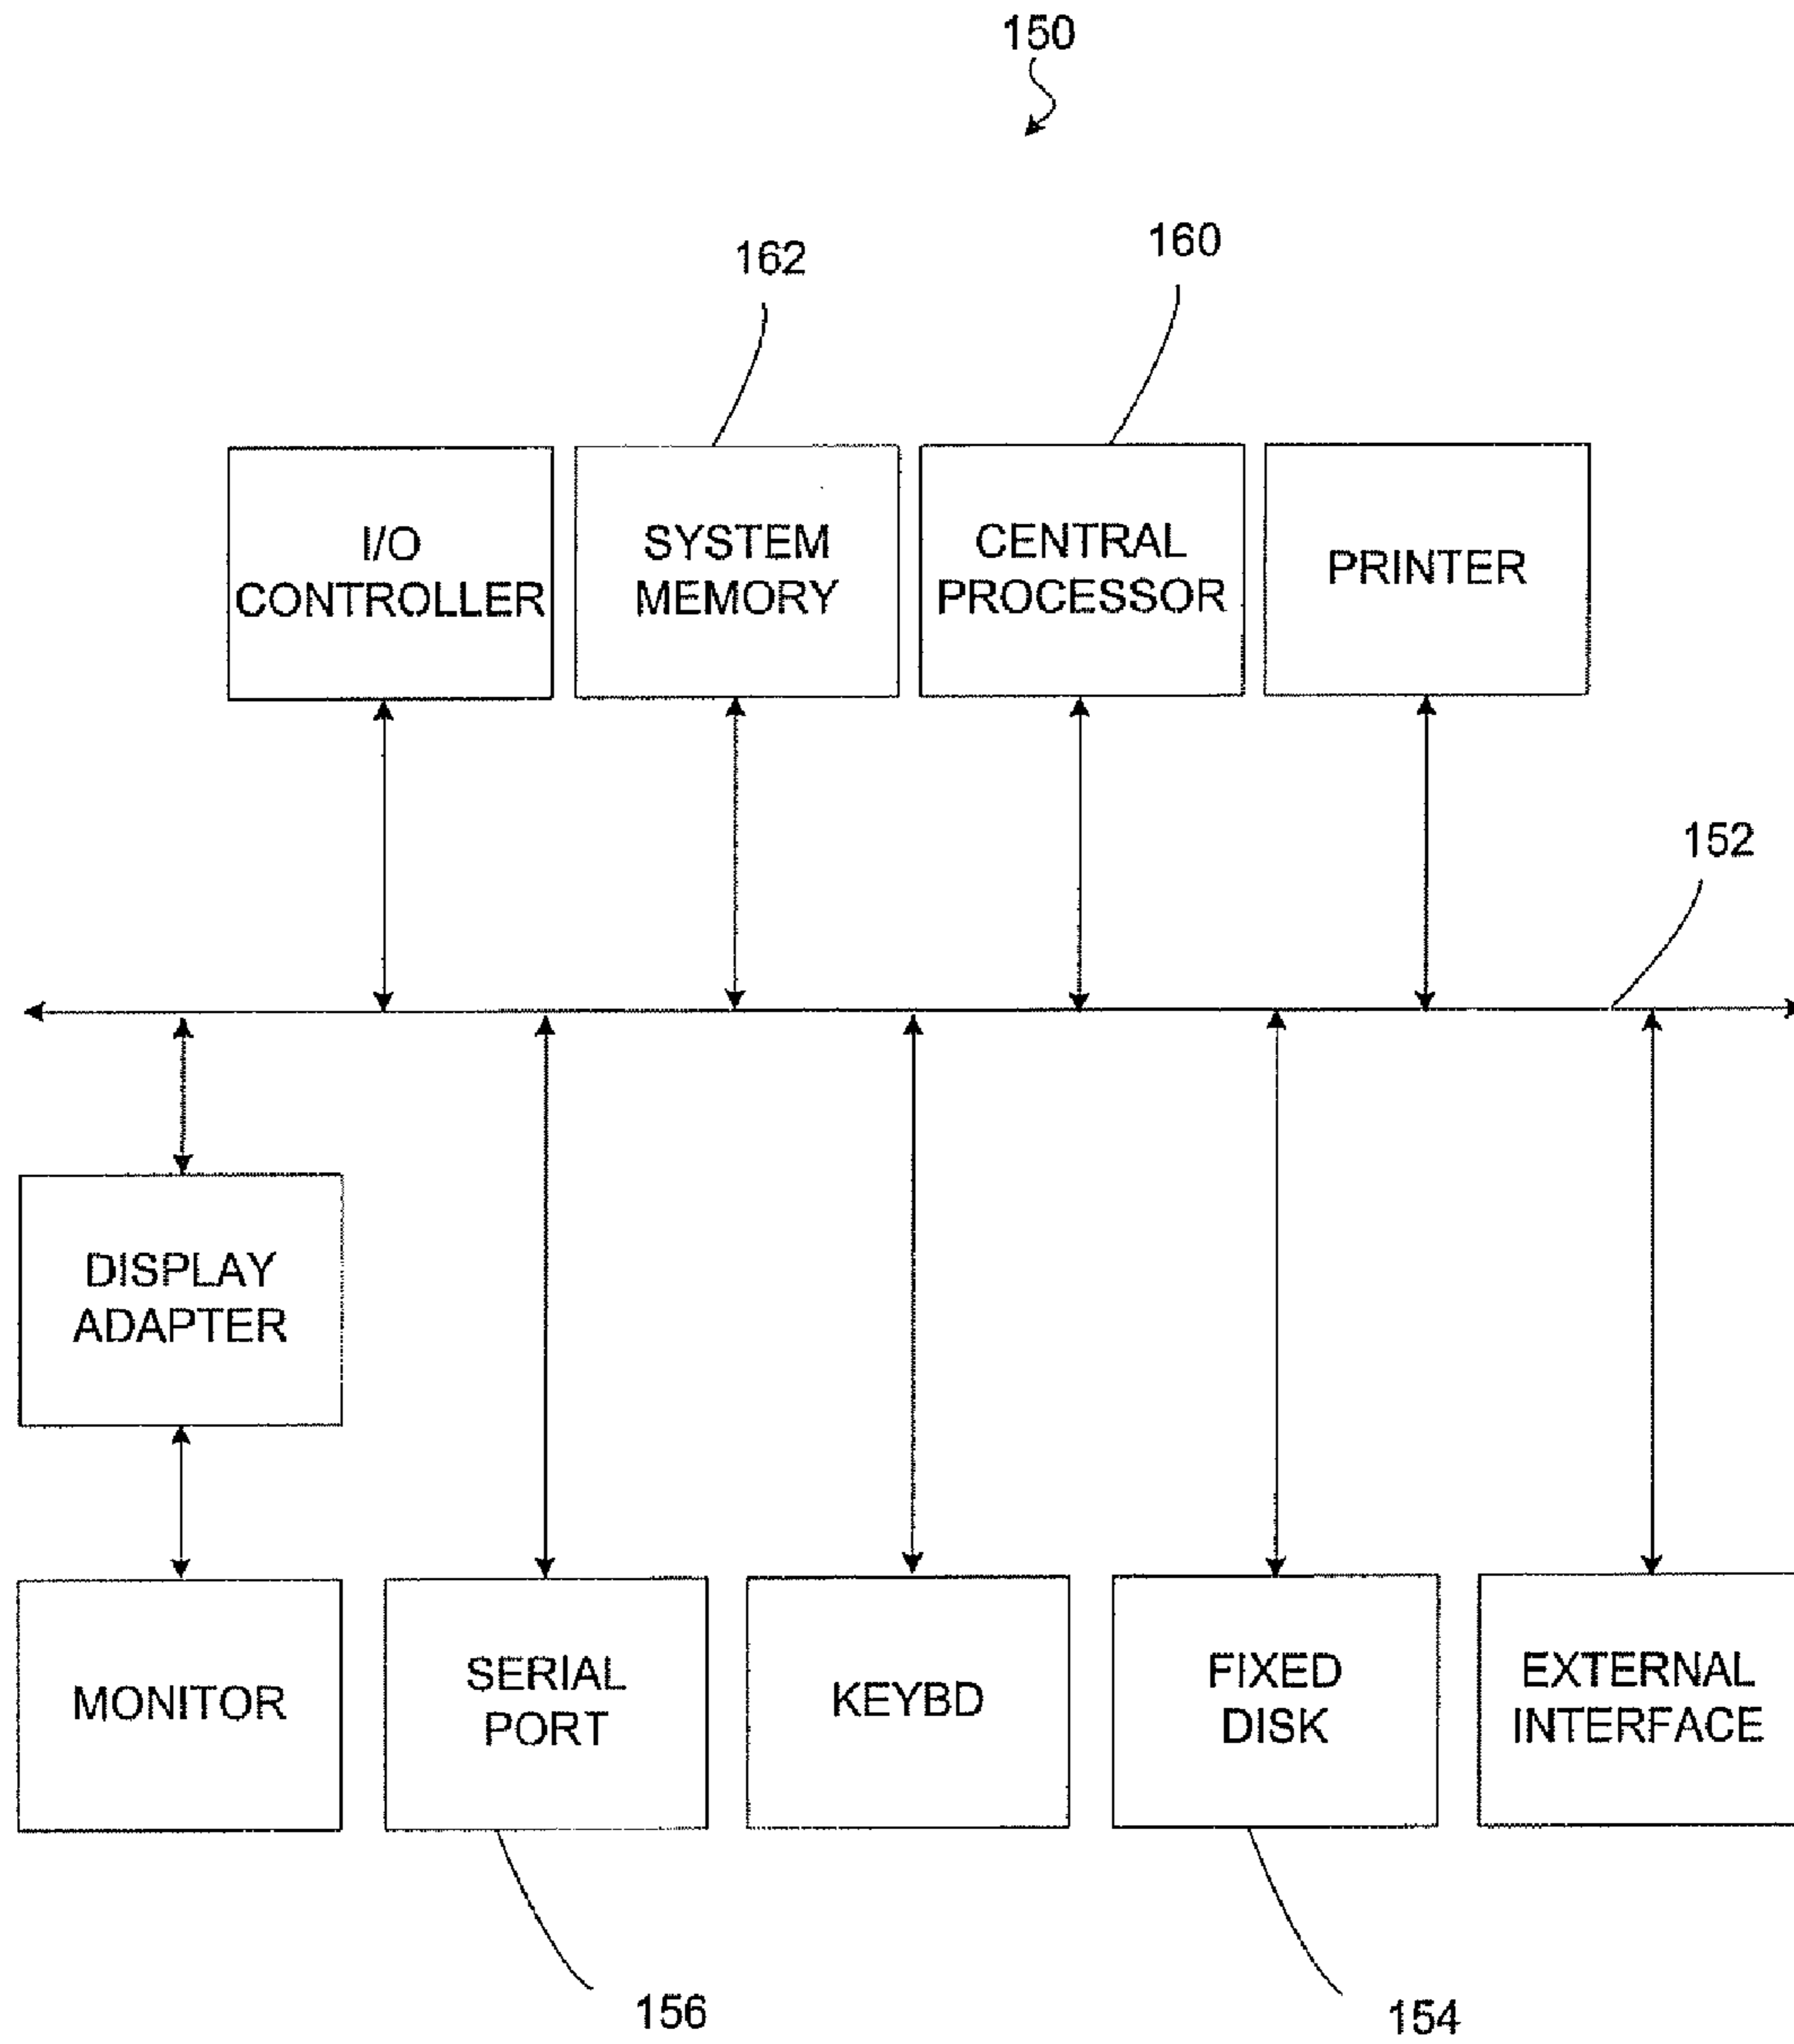 150
162
160
I/O
CONTROLLER
SYSTEM
MEMORY
CENTRAL
PROCESSOR
PRINTER
152
DISPLAY
ADAPTER
MONITOR
SERIAL
PORT
KEYBD
FIXED
DISK
EXTERNAL
INTERFACE
156
154